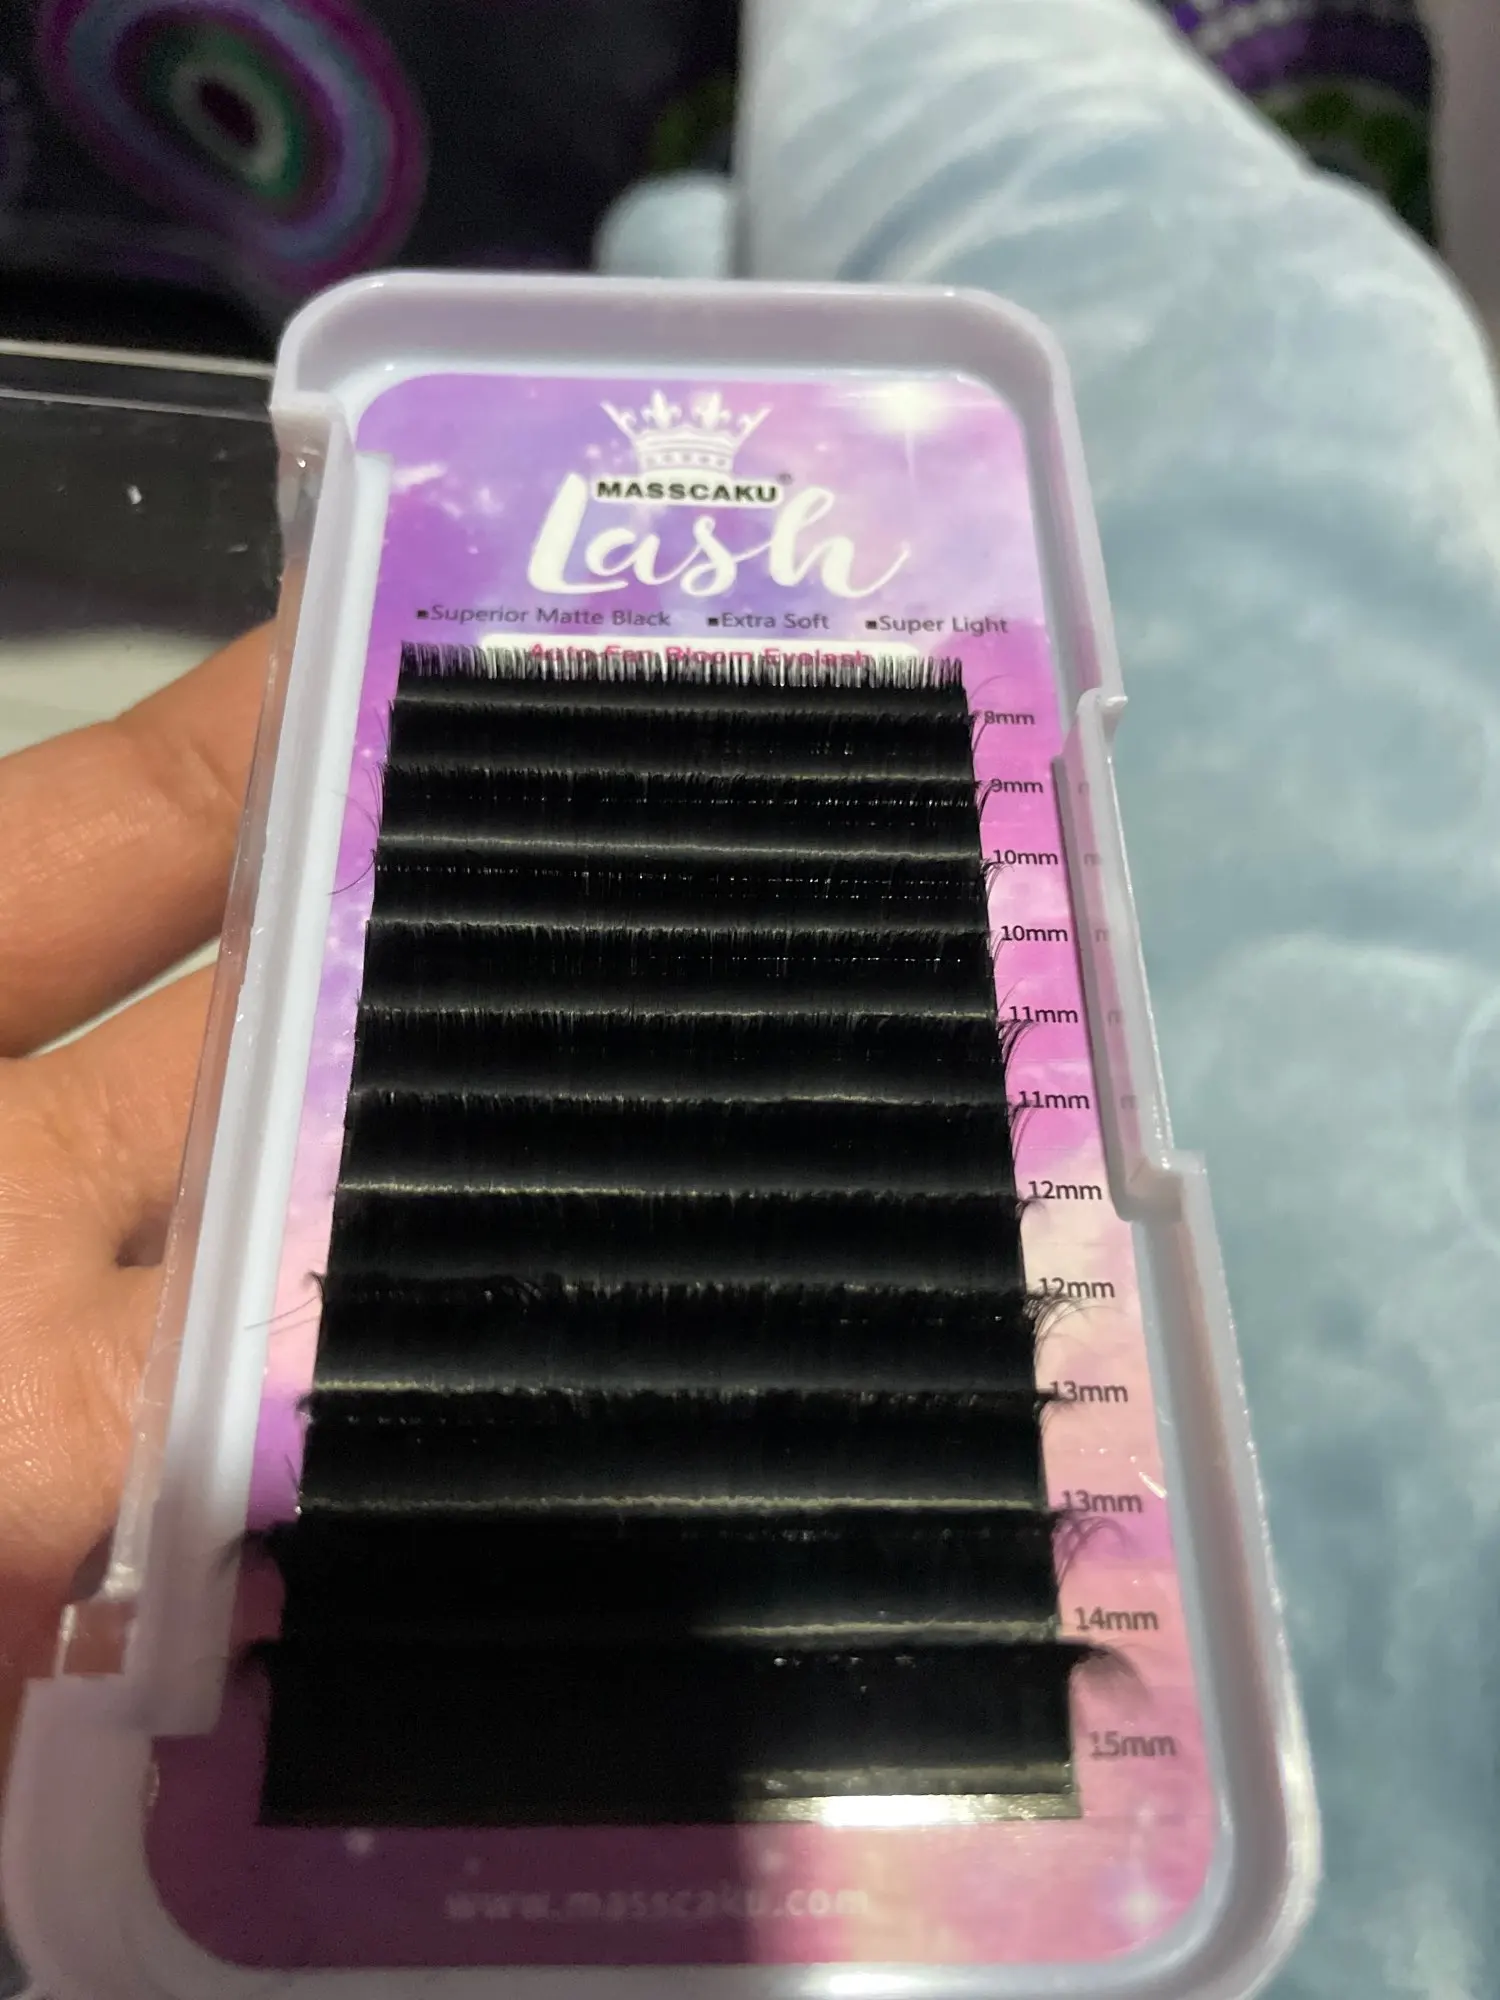 MASSCAKU®
Lash
▪Superior Matte Black ▪Extra Soft ▪Super Light
Auto-Fan Bloom Eyelash
8mm
9mm
10mm
10mm
11mm
11mm
12mm
12mm
13mm
13mm
14mm
15mm
www.masscaku.com